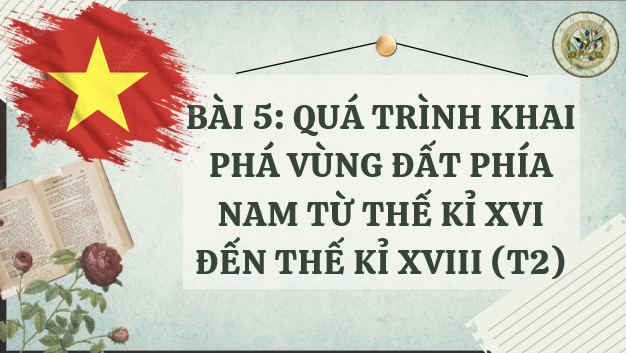 BÀI 5: QUÁ TRÌNH KHAI
PHÁ VÙNG ĐẤT PHÍA
NAM TỪ THẾ KỈ XVI
ĐẾN THẾ KỈ XVIII (T2)